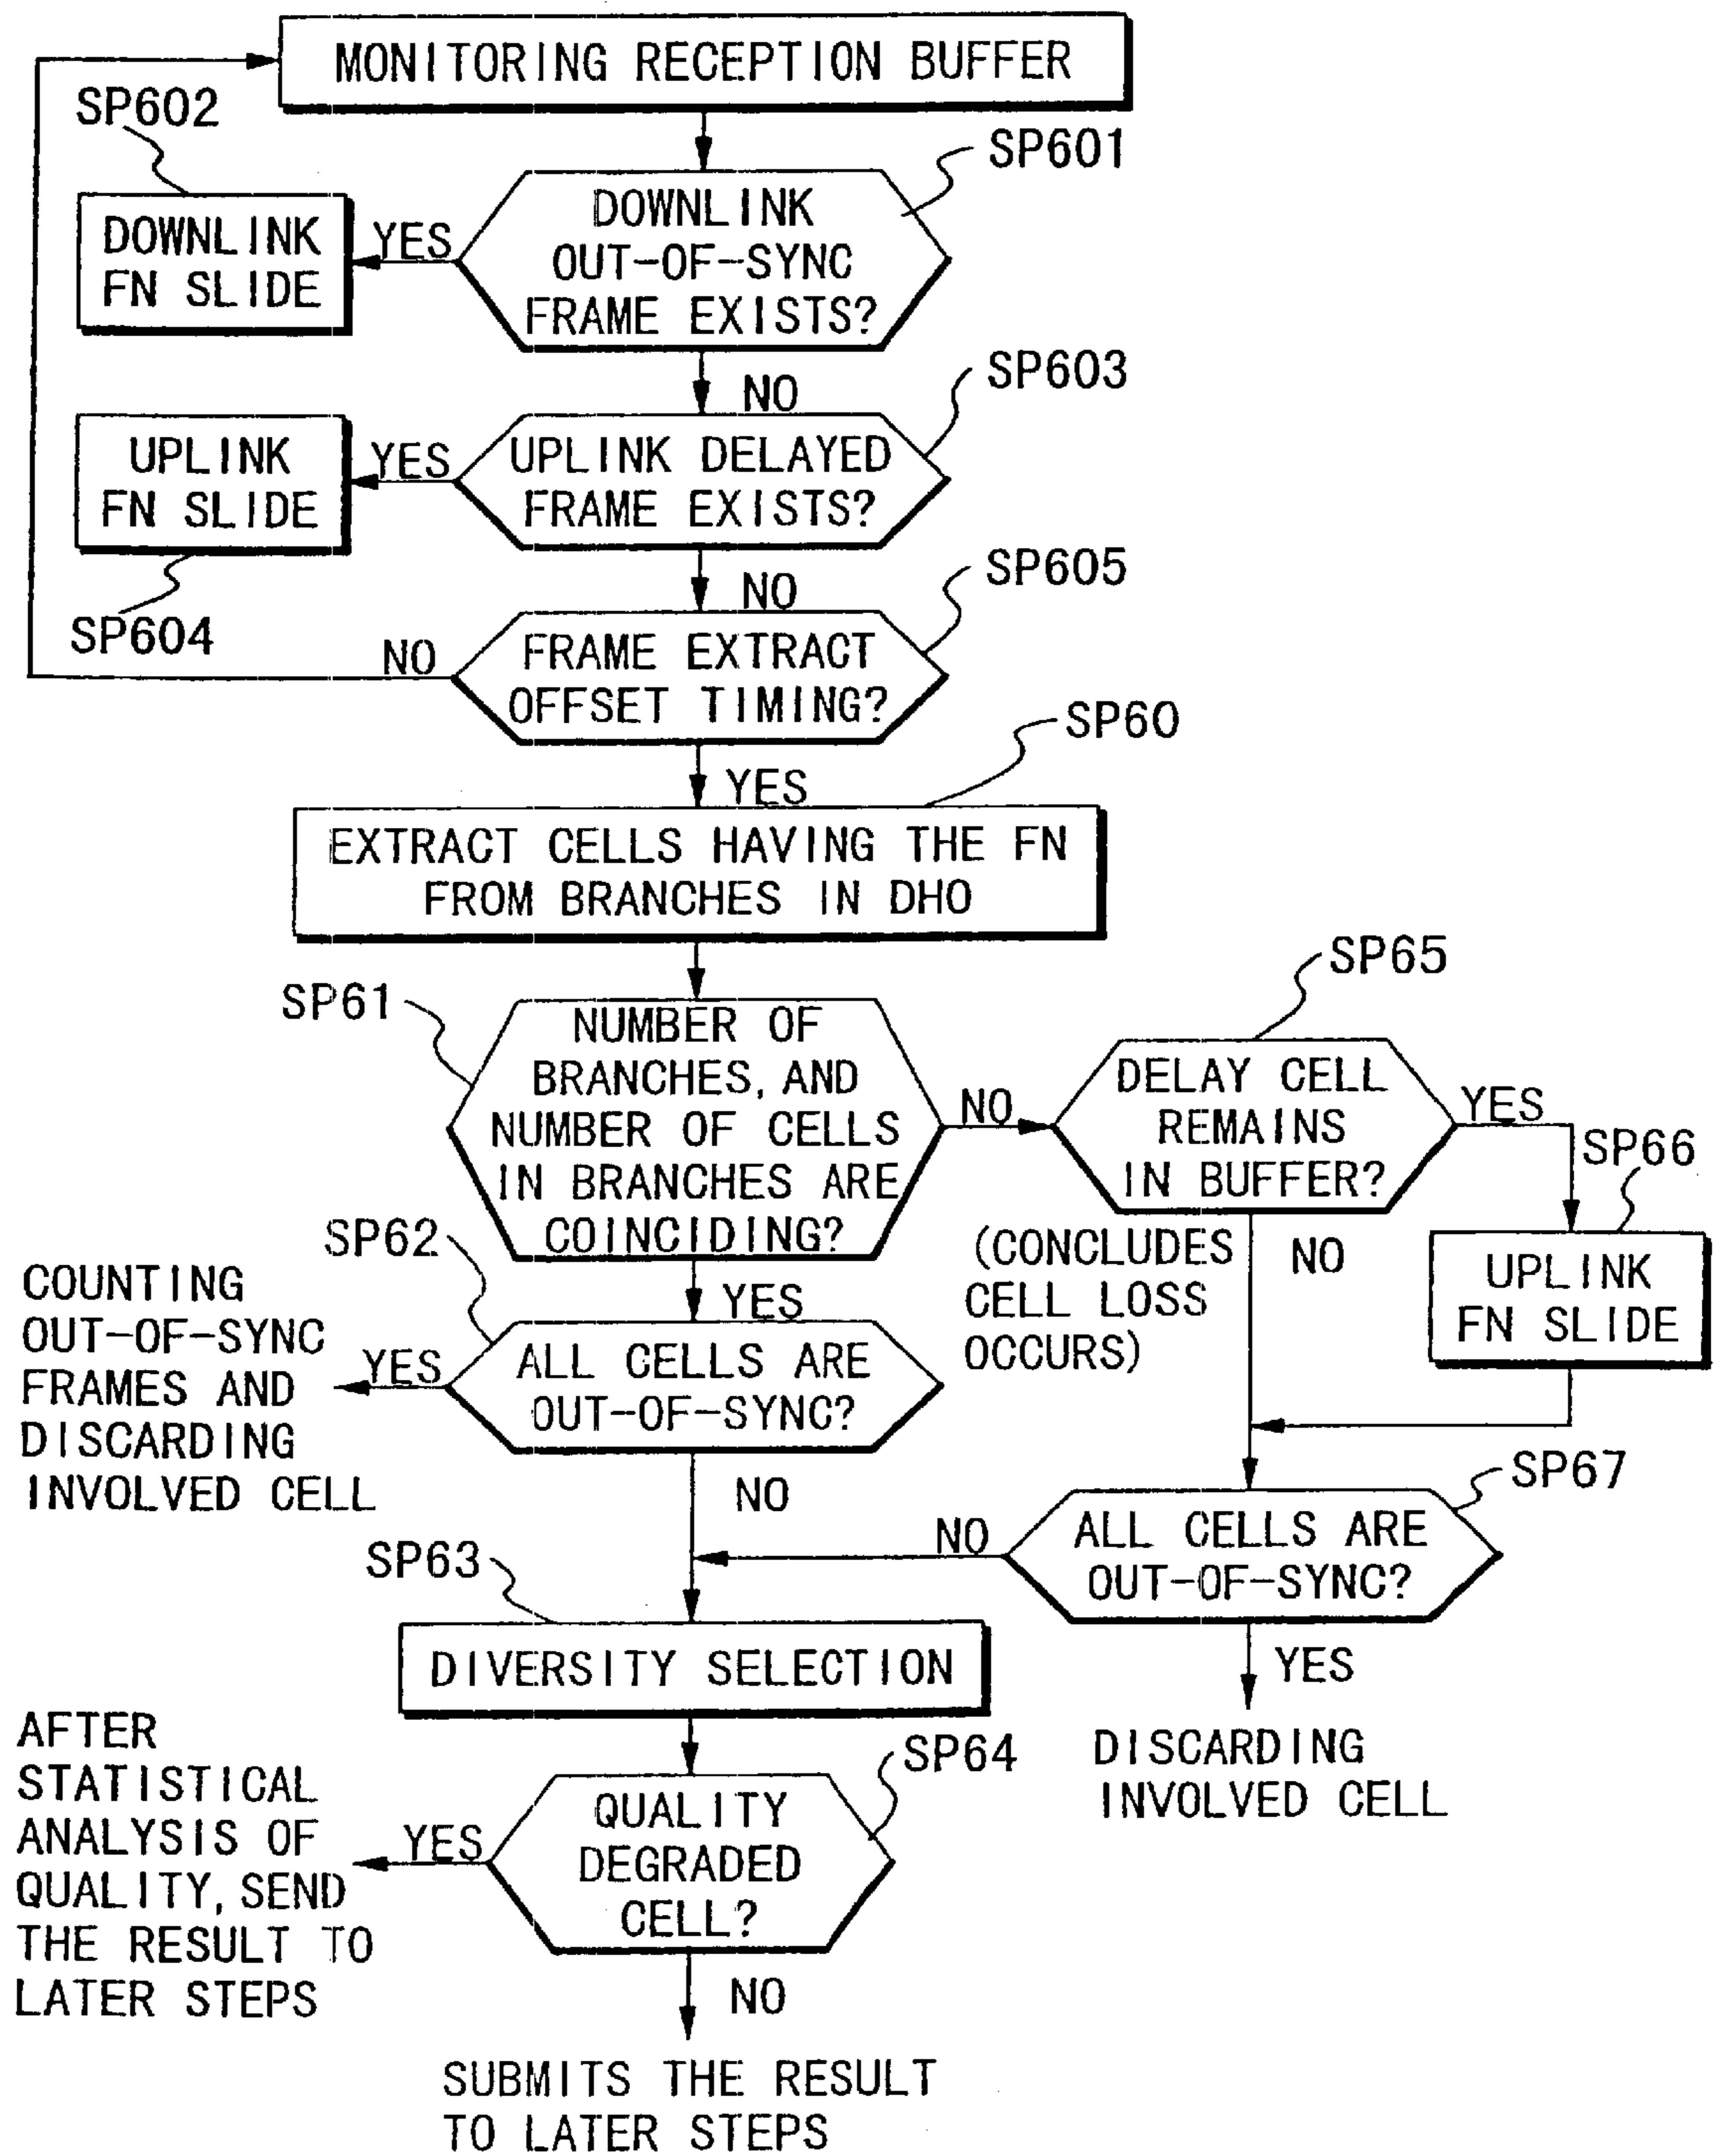 MONITORING RECEPTION BUFFER
SP602
SP601
DOWNLINK
OUT-OF-SYNC
FRAME EXISTS?
YES
DOWNLINK
FN SLIDE
NO
SP603
UPLINK DELAYED
FRAME EXISTS?
YES
UPLINK
FN SLIDE
SP604
NO
SP605
FRAME EXTRACT
OFFSET TIMING?
NO
YES
SP60
EXTRACT CELLS HAVING THE FN
FROM BRANCHES IN DHO
SP61
NUMBER OF
BRANCHES, AND
NUMBER OF CELLS
IN BRANCHES ARE
COINCIDING?
NO
SP65
DELAY CELL
REMAINS
IN BUFFER?
YES
SP66
UPLINK
FN SLIDE
(CONCLUDES
CELL LOSS
OCCURS)
NO
YES
SP62
ALL CELLS ARE
OUT-OF-SYNC?
YES
COUNTING
OUT-OF-SYNC
FRAMES AND
DISCARDING
INVOLVED CELL
NO
SP67
ALL CELLS ARE
OUT-OF-SYNC?
NO
YES
DISCARDING
INVOLVED CELL
SP63
DIVERSITY SELECTION
SP64
QUALITY
DEGRADED
CELL?
YES
AFTER
STATISTICAL
ANALYSIS OF
QUALITY, SEND
THE RESULT TO
LATER STEPS
NO
SUBMITS THE RESULT
TO LATER STEPS